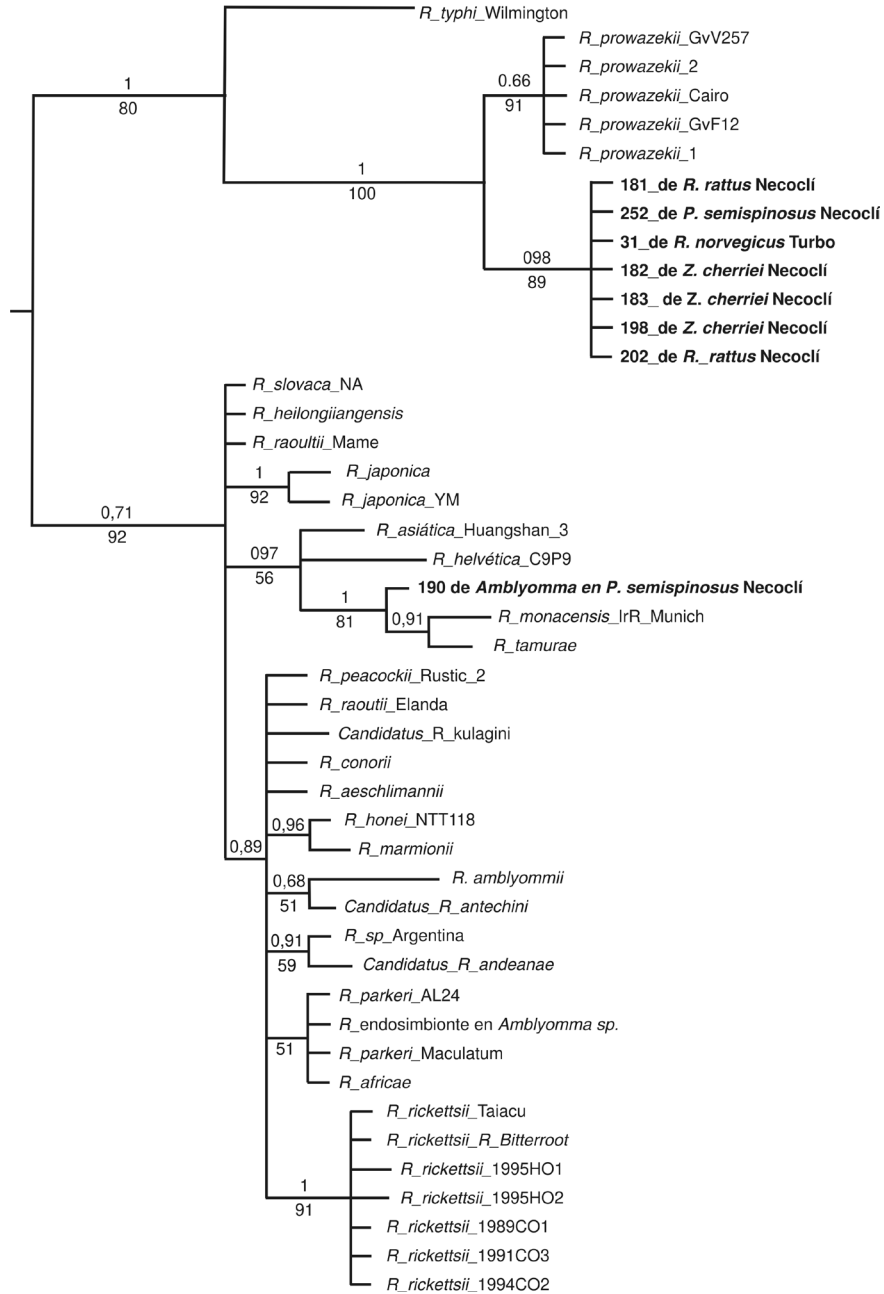 R_typhi_Wilmington
R_prowazekii_GvV257
R_prowazekii_2
1
80
0.66
91
R_prowazekii_Cairo
R_prowazekii_GvF12
R_prowazekii_1
1
100
181_de R. rattus Necoclí
252_de P. semispinosus Necoclí
31_de R. norvegicus Turbo
098
89
182_de Z. cherriei Necoclí
183_ de Z. cherriei Necoclí
198_de Z. cherriei Necoclí
202_de R._rattus Necoclí
R_slovaca_NA
R_heilongiiangensis
R_raoultii_Mame
1
92
R_japonica
R_japonica_YM
0,71
92
R_asiática_Huangshan_3
097
56
R_helvética_C9P9
190 de Amblyomma en P. semispinosus Necoclí
1
81
0,91
R_monacensis_IrR_Munich
R_tamurae
R_peacockii_Rustic_2
R_raoutii_Elanda
Candidatus_R_kulagini
R_conorii
R_aeschlimannii
0,96
R_honei_NTT118
R_marmionii
0,89
0,68
51
R. amblyommii
Candidatus_R_antechini
0,91
59
R_sp_Argentina
Candidatus_R_andeanae
R_parkeri_AL24
R_endosimbionte en Amblyomma sp.
51
R_parkeri_Maculatum
R_africae
R_rickettsii_Taiacu
R_rickettsii_R_Bitterroot
R_rickettsii_1995HO1
1
91
R_rickettsii_1995HO2
R_rickettsii_1989CO1
R_rickettsii_1991CO3
R_rickettsii_1994CO2